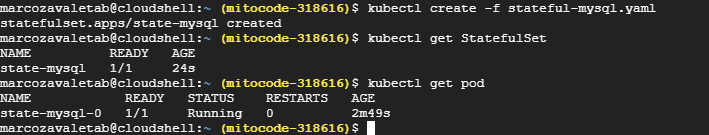 marcozavaletab@cloudshell:~ (mitocode-318616)$ kubectl create -f stateful-mysql.yaml
statefulset.apps/state-mysql created
marcozavaletab@cloudshell:~ (mitocode-318616)$ kubectl get StatefulSet
NAME READY AGE
state-mysql 1/1 24s
marcozavaletab@cloudshell:~ (mitocode-318616)$ kubectl get pod
NAME READY STATUS RESTARTS AGE
state-mysql-0 1/1 Running 0 2m49s
marcozavaletab@cloudshell:~ (mitocode-318616)$